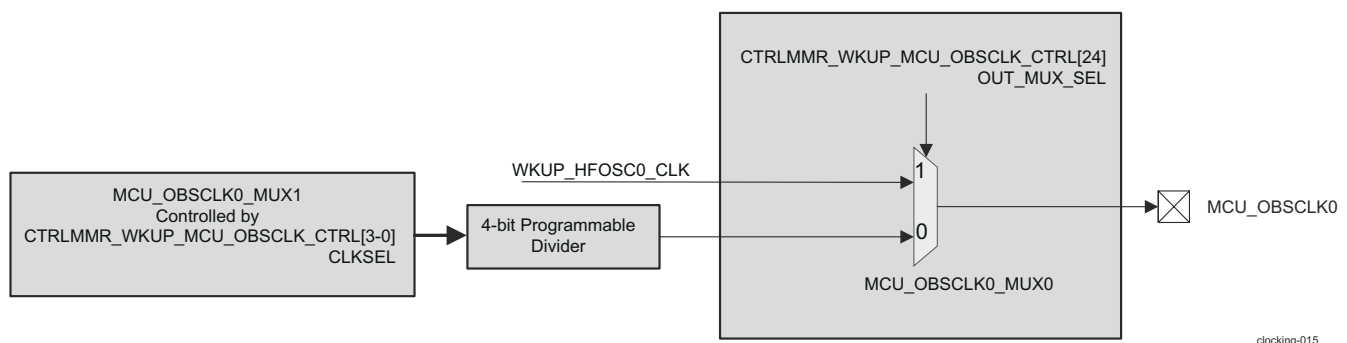 CTRLMMR_WKUP_MCU_OBSCLK_CTRL[24]
OUT_MUX_SEL
WKUP_HFOSC0_CLK
1
MCU_OBSCLK0_MUX1
Controlled by
CTRLMMR_WKUP_MCU_OBSCLK_CTRL[3-0]
CLKSEL
4-bit Programmable
Divider
0
MCU_OBSCLK0
MCU_OBSCLK0_MUX0
clocking-015